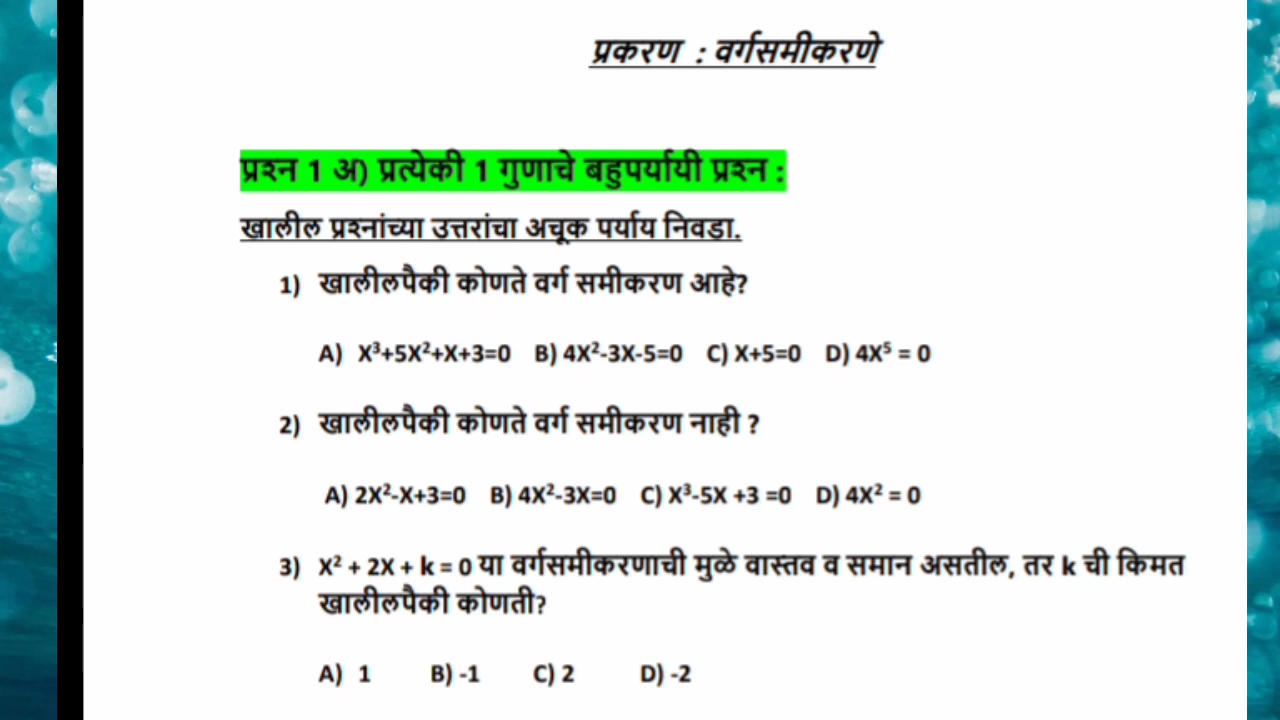 प्रकरण : वर्गसमीकरणे
प्रश्न 1 अ) प्रत्येकी 1 गुणाचे बहुपर्यायी प्रश्न :
खालील प्रश्नांच्या उत्तरांचा अचूक पर्याय निवडा.
1) खालीलपैकी कोणते वर्ग समीकरण आहे?
A) X³+5X²+X+3=0 B) 4X²-3X-5=0 C) X+5=0 D) 4X⁵ = 0
2) खालीलपैकी कोणते वर्ग समीकरण नाही ?
A) 2X²-X+3=0 B) 4X²-3X=0 C) X³-5X +3 =0 D) 4X² = 0
3) X² + 2X + k = 0 या वर्गसमीकरणाची मुळे वास्तव व समान असतील, तर k ची किमत
खालीलपैकी कोणती?
A) 1 B) -1 C) 2 D) -2